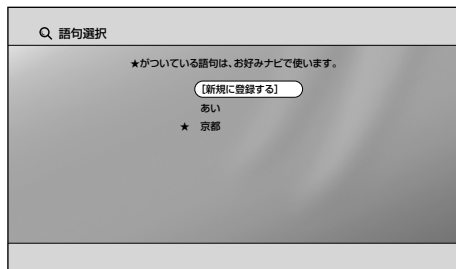 語句選択
★がついている語句は、お好みナビで使います。
［新規に登録する］
あい
★ 京都